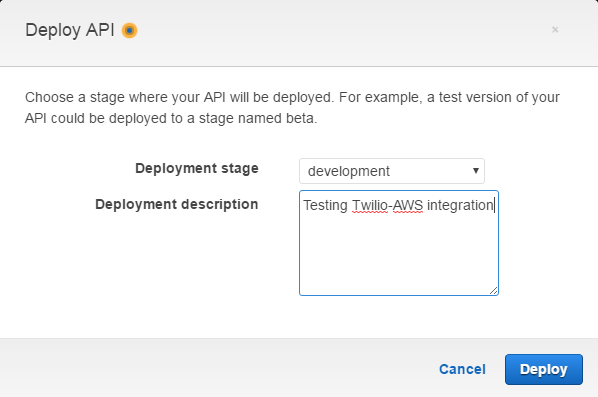 Deploy API
Choose a stage where your API will be deployed. For example, a test version of your
API could be deployed to a stage named beta.
Deployment stage
development
Deployment description
Testing Twilio-AWS integration
Cancel
Deploy